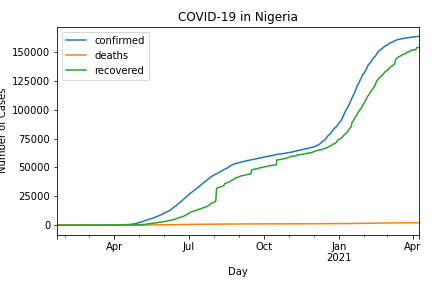 COVID-19 in Nigeria
confirmed
deaths
recovered
150000
125000
100000
75000
50000
25000
0
Number of Cases
Apr
Jul
Oct
Jan
2021
Apr
Day